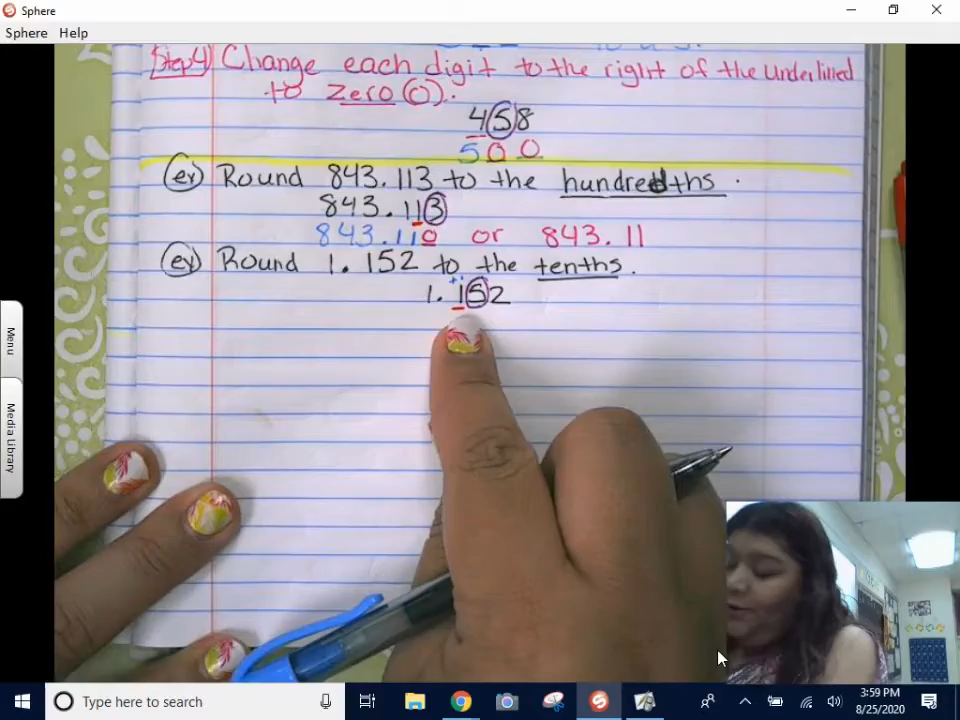 Sphere
Sphere Help
Step 4 Change each digit to the right of the underlined
to zero (0).
458
500
ex Round 843.113 to the hundredths.
843.113
843.110 or 843.11
ex Round 1.152 to the tenths.
+1
1.152
Menu
Media Library
Type here to search
3:59 PM
8/25/2020